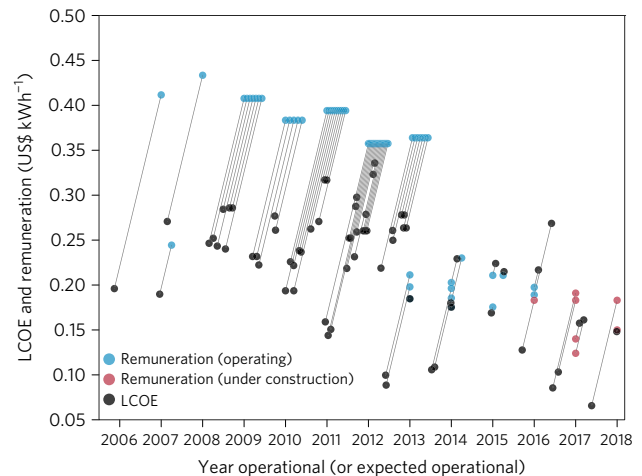 LCOE and remuneration (US$ kWh⁻¹)
0.50
0.45
0.40
0.35
0.30
0.25
0.20
0.15
0.10
0.05
Remuneration (operating)
Remuneration (under construction)
LCOE
2006 2007 2008 2009 2010 2011 2012 2013 2014 2015 2016 2017 2018
Year operational (or expected operational)